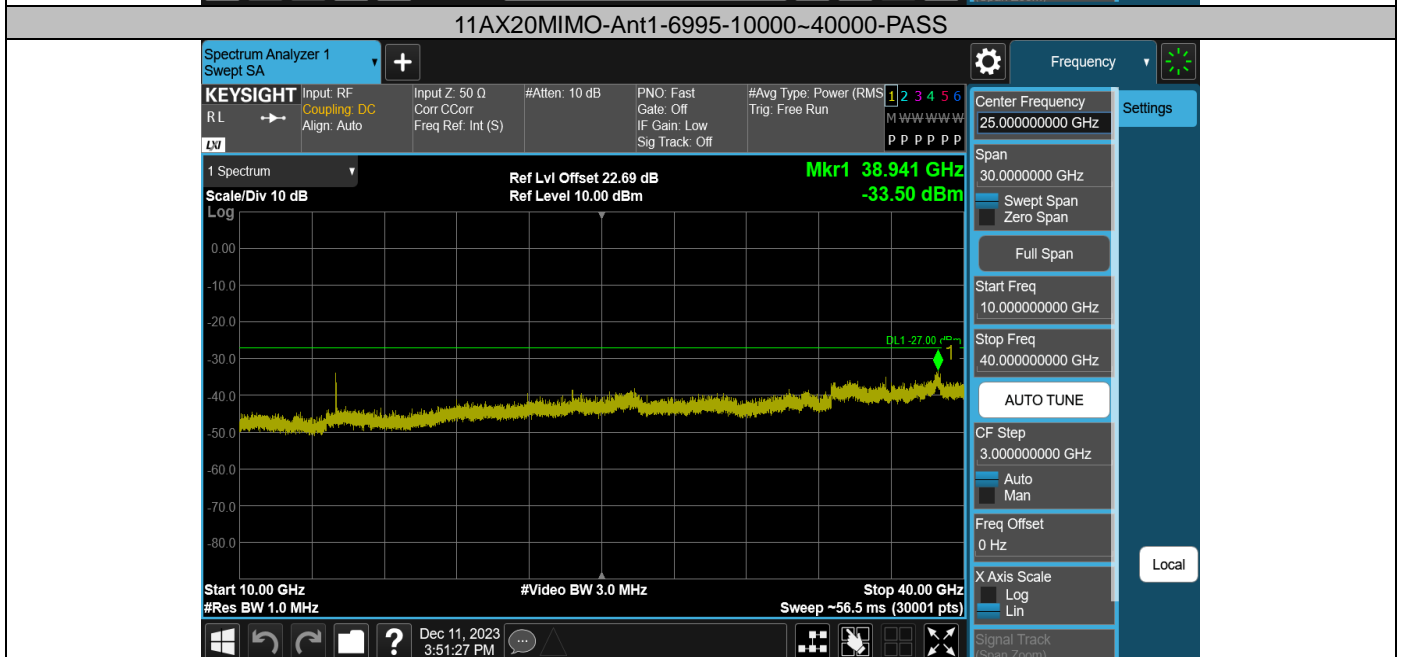 11AX20MIMO-Ant1-6995-10000~40000-PASS
Spectrum Analyzer 1
Swept SA
Frequency
KEYSIGHT
RL
LXI
Input: RF
Coupling: DC
Align: Auto
Input Z: 50 Ω
Corr CCorr
Freq Ref: Int (S)
#Atten: 10 dB
PNO: Fast
Gate: Off
IF Gain: Low
Sig Track: Off
#Avg Type: Power (RMS
Trig: Free Run
1 2 3 4 5 6
M W W W W W
P P P P P P
1 Spectrum
Scale/Div 10 dB
Log
Ref Lvl Offset 22.69 dB
Ref Level 10.00 dBm
Mkr1 38.941 GHz
-33.50 dBm
0.00
-10.0
-20.0
-30.0
-40.0
-50.0
-60.0
-70.0
-80.0
DL1 -27.00 dBm
1
Start 10.00 GHz
#Res BW 1.0 MHz
#Video BW 3.0 MHz
Stop 40.00 GHz
Sweep ~56.5 ms (30001 pts)
Center Frequency
25.000000000 GHz
Settings
Span
30.0000000 GHz
Swept Span
Zero Span
Full Span
Start Freq
10.000000000 GHz
Stop Freq
40.000000000 GHz
AUTO TUNE
CF Step
3.000000000 GHz
Auto
Man
Freq Offset
0 Hz
X Axis Scale
Log
Lin
Local
Signal Track
(Span Zoom)
?
Dec 11, 2023
3:51:27 PM